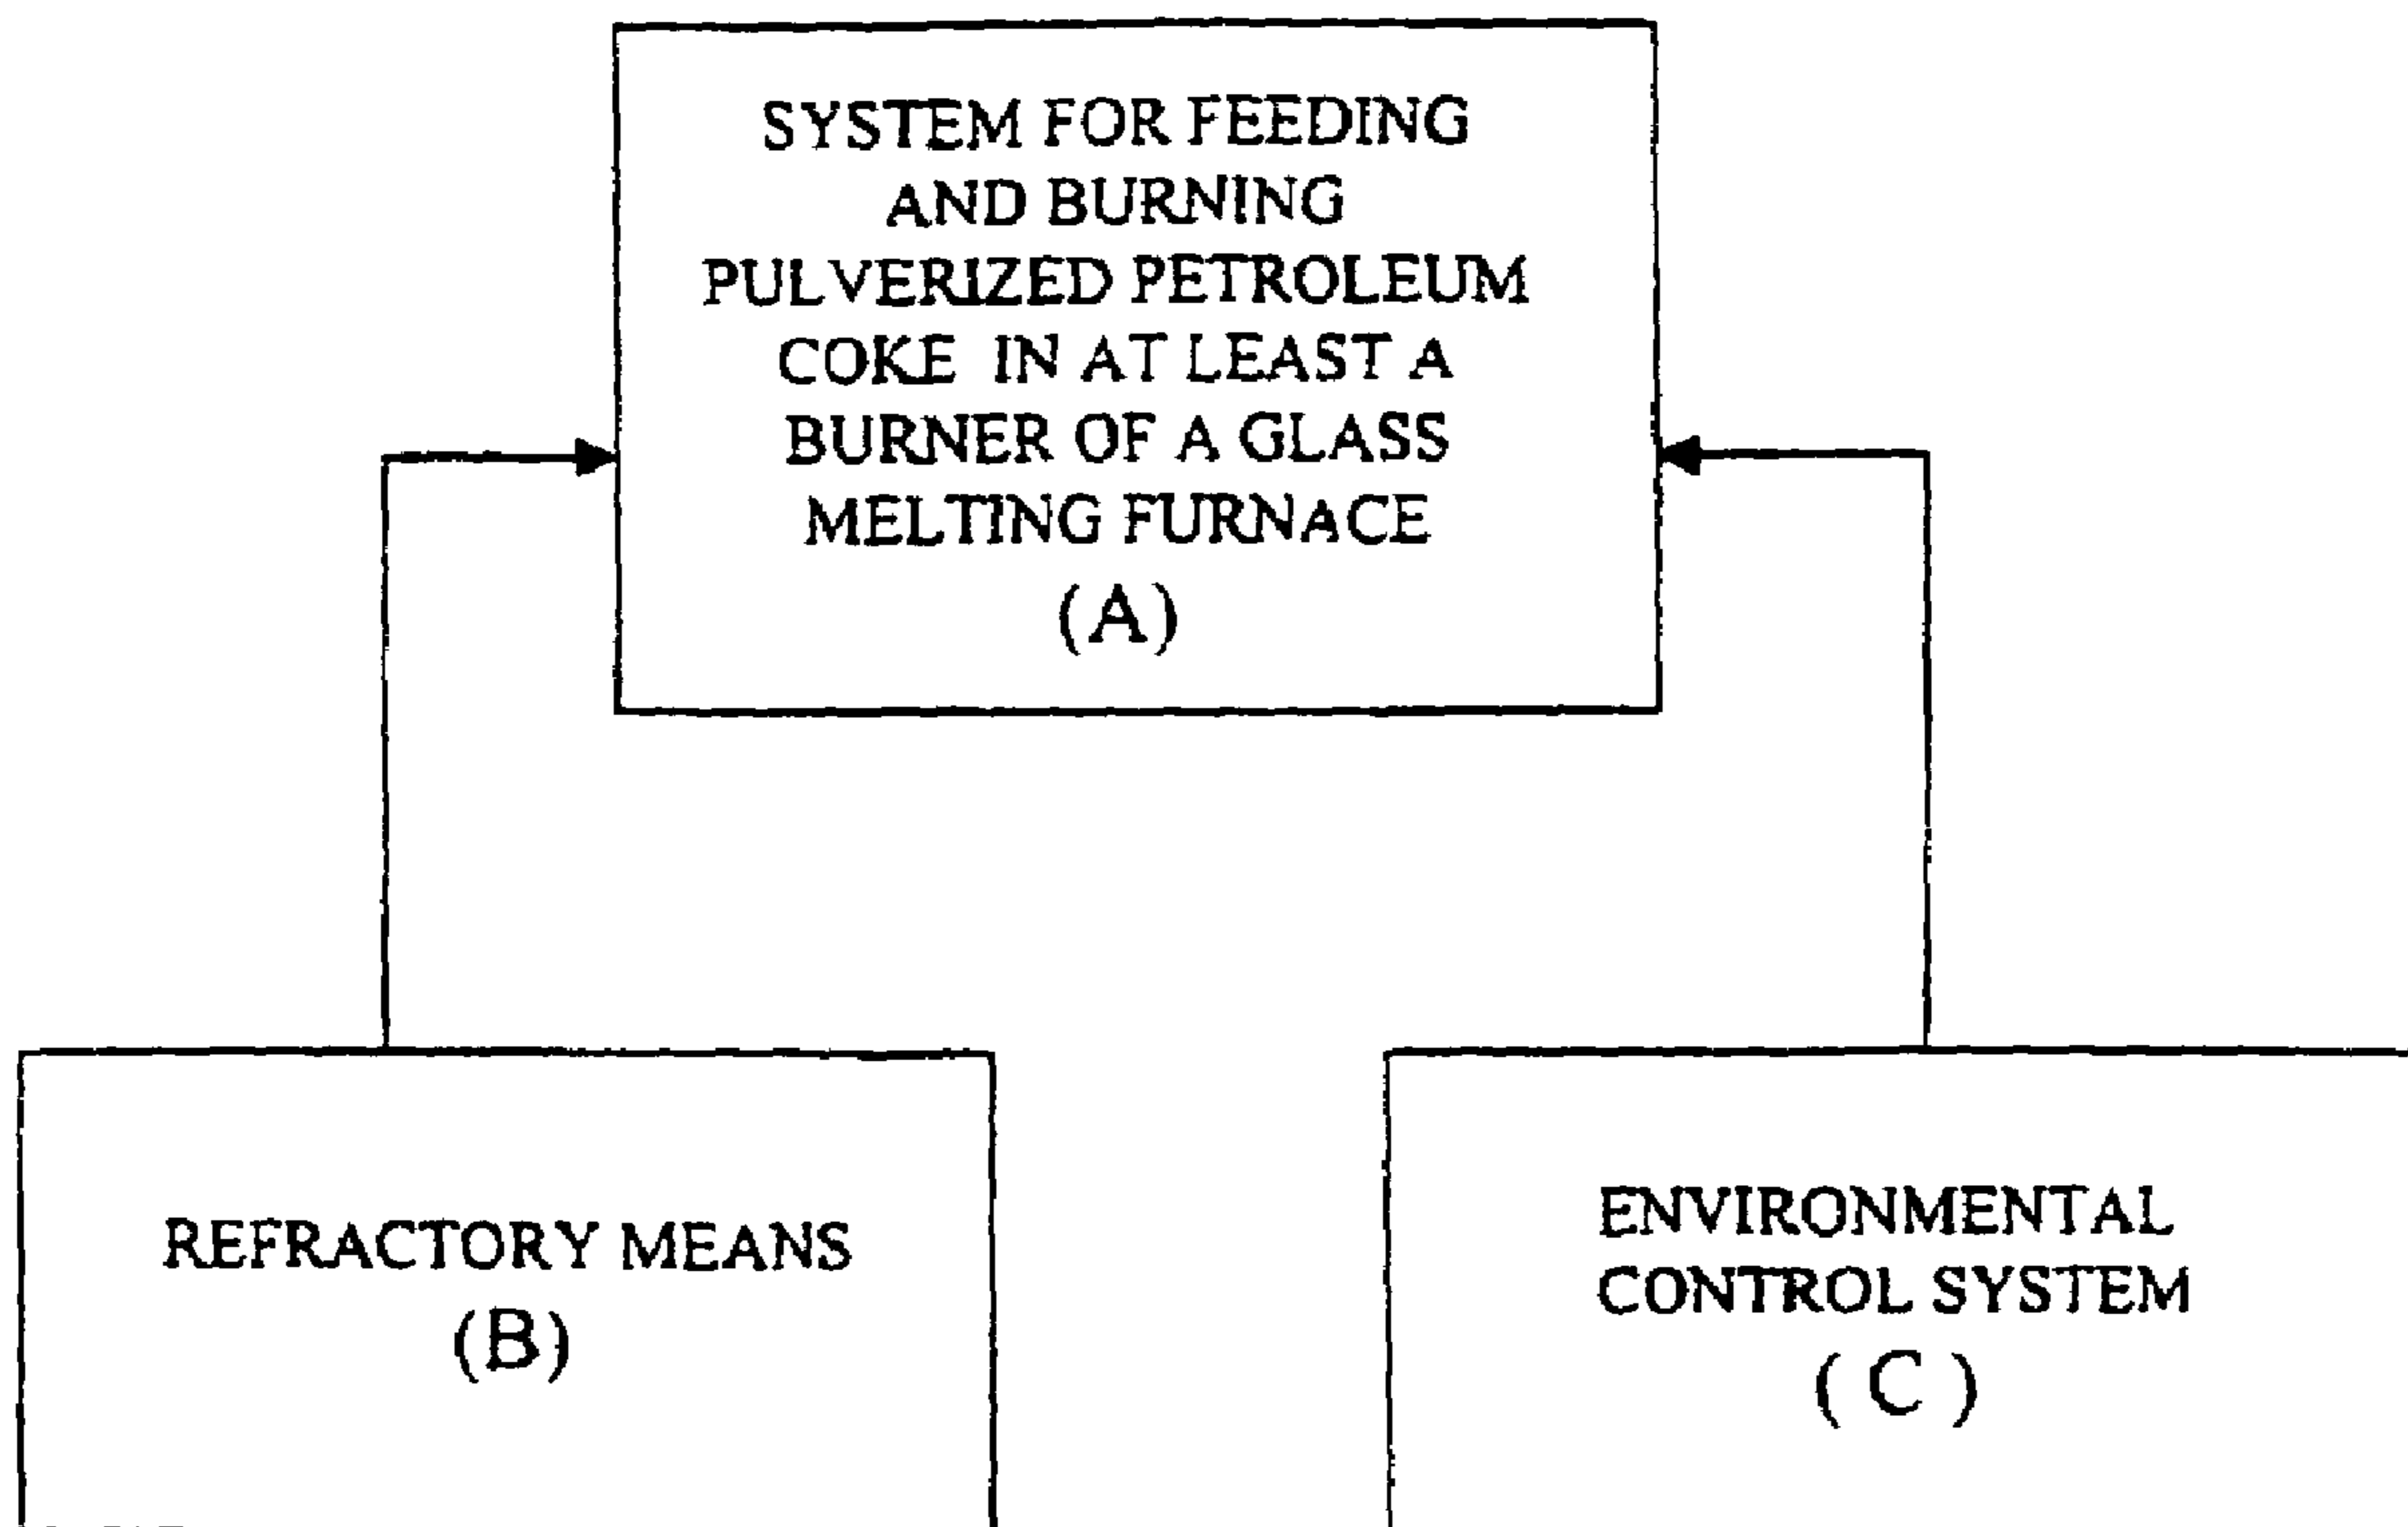 SYSTEM FOR FEEDING
AND BURNING
PULVERIZED PETROLEUM
COKE IN AT LEAST A
BURNER OF A GLASS
MELTING FURNACE
(A)
REFRACTORY MEANS
(B)
ENVIRONMENTAL
CONTROL SYSTEM
( C )